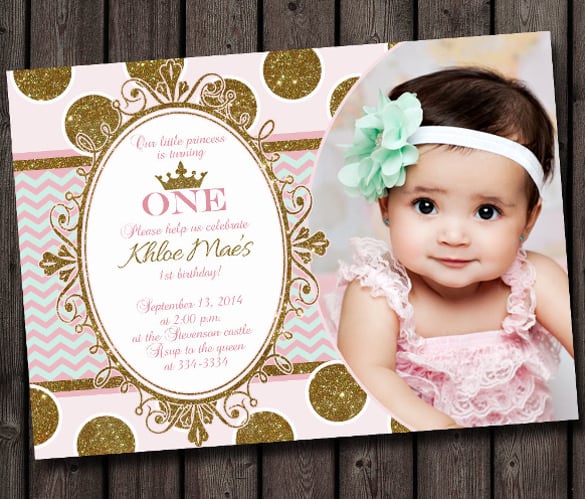 Our little princess
is turning
ONE
Please help us celebrate
Khloe Mae's
1st birthday!
September 13, 2014
at 2:00 p.m.
at the Stevenson castle
Rsvp to the queen
at 334-3334